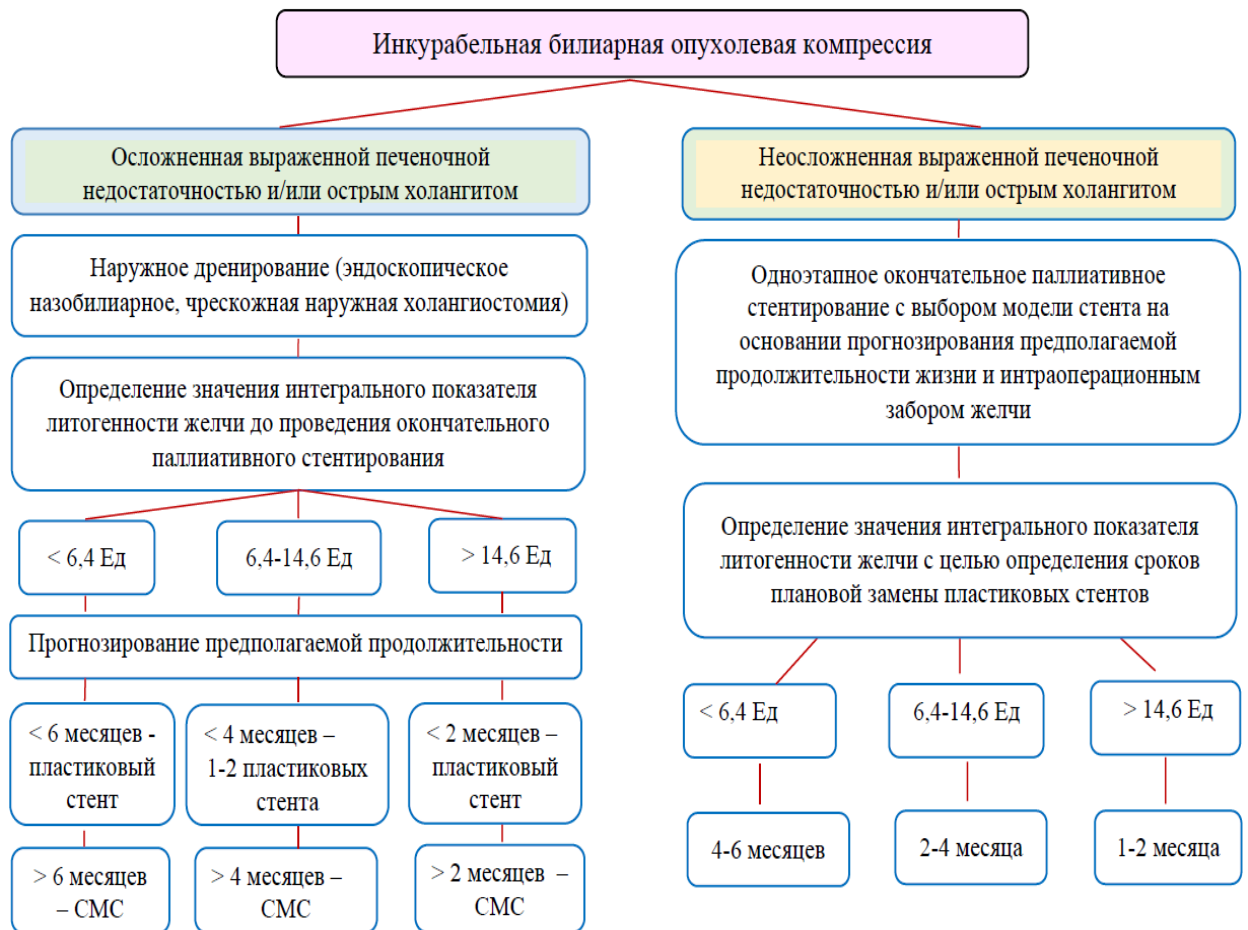 Инкурабельная билиарная опухолевая компрессия
Осложненная выраженной печеночной
недостаточностью и/или острым холангитом
Наружное дренирование (эндоскопическое
назобилиарное, чрескожная наружная холангиостомия)
Определение значения интегрального показателя
литогенности желчи до проведения окончательного
паллиативного стентирования
< 6,4 Ед
6,4-14,6 Ед
> 14,6 Ед
Прогнозирование предполагаемой продолжительности
< 6 месяцев -
пластиковый
стент
< 4 месяцев –
1-2 пластиковых
стента
< 2 месяцев –
пластиковый
стент
> 6 месяцев
– СМС
> 4 месяцев –
СМС
> 2 месяцев –
СМС
Неосложненная выраженной печеночной
недостаточностью и/или острым холангитом
Одноэтапное окончательное паллиативное
стентирование с выбором модели стента на
основании прогнозирования предполагаемой
продолжительности жизни и интраоперационным
забором желчи
Определение значения интегрального показателя
литогенности желчи с целью определения сроков
плановой замены пластиковых стентов
< 6,4 Ед
6,4-14,6 Ед
> 14,6 Ед
4-6 месяцев
2-4 месяца
1-2 месяца